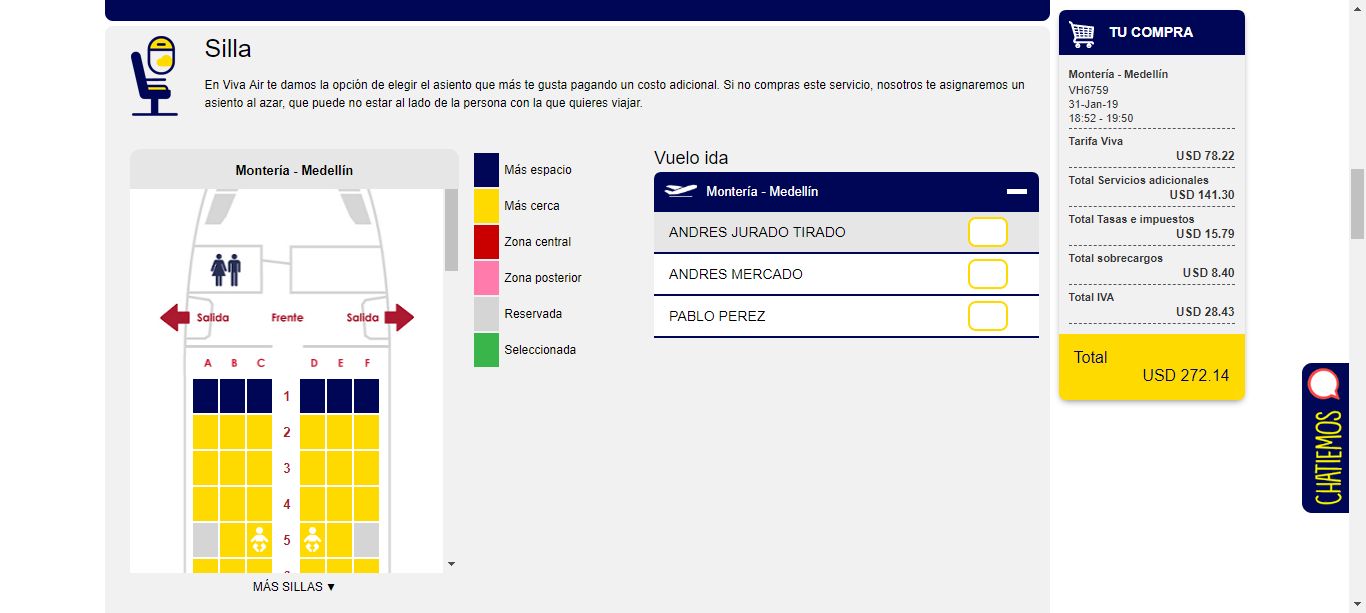 Silla
En Viva Air te damos la opción de elegir el asiento que más te gusta pagando un costo adicional. Si no compras este servicio, nosotros te asignaremos un
asiento al azar, que puede no estar al lado de la persona con la que quieres viajar.
Montería - Medellín
Salida Frente Salida
A B C D E F
1
2
3
4
5
MÁS SILLAS ▼
Más espacio
Más cerca
Zona central
Zona posterior
Reservada
Seleccionada
Vuelo ida
Montería - Medellín
ANDRES JURADO TIRADO
ANDRES MERCADO
PABLO PEREZ
TU COMPRA
Montería - Medellín
VH6759
31-Jan-19
18:52 - 19:50
Tarifa Viva
USD 78.22
Total Servicios adicionales
USD 141.30
Total Tasas e impuestos
USD 15.79
Total sobrecargos
USD 8.40
Total IVA
USD 28.43
Total
USD 272.14
CHATIEMOS